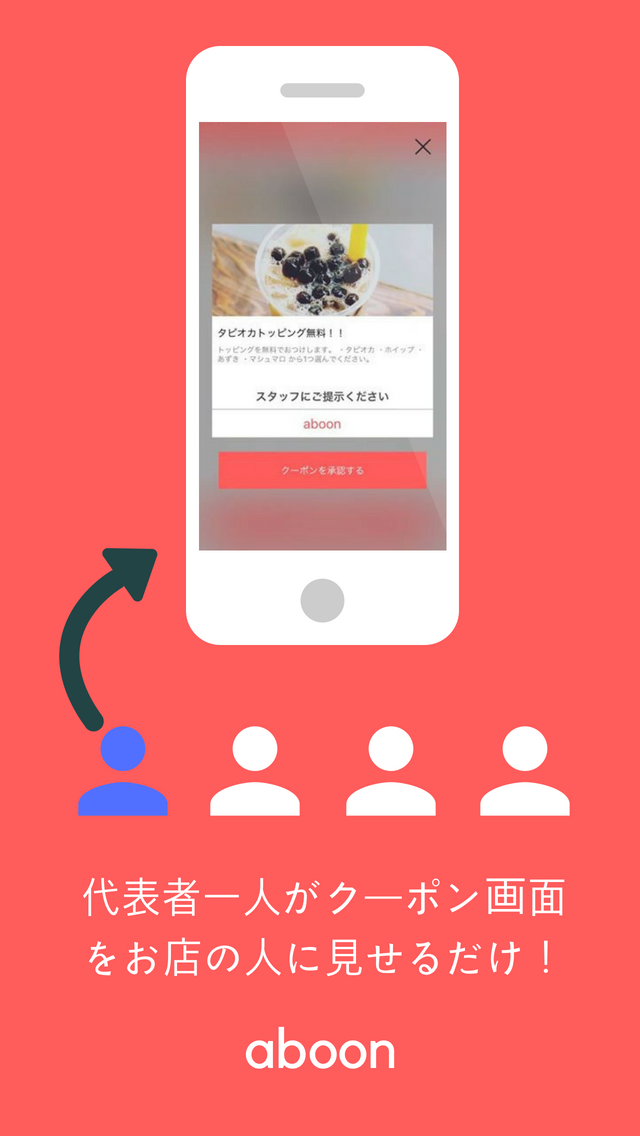 タピオカトッピング無料！！
トッピングを無料でおつけします。 ・タピオカ ・ホイップ ・
あずき ・マシュマロ から1つ選んでください。
スタッフにご提示ください
aboon
クーポンを承認する
代表者一人がクーポン画面
をお店の人に見せるだけ！
aboon